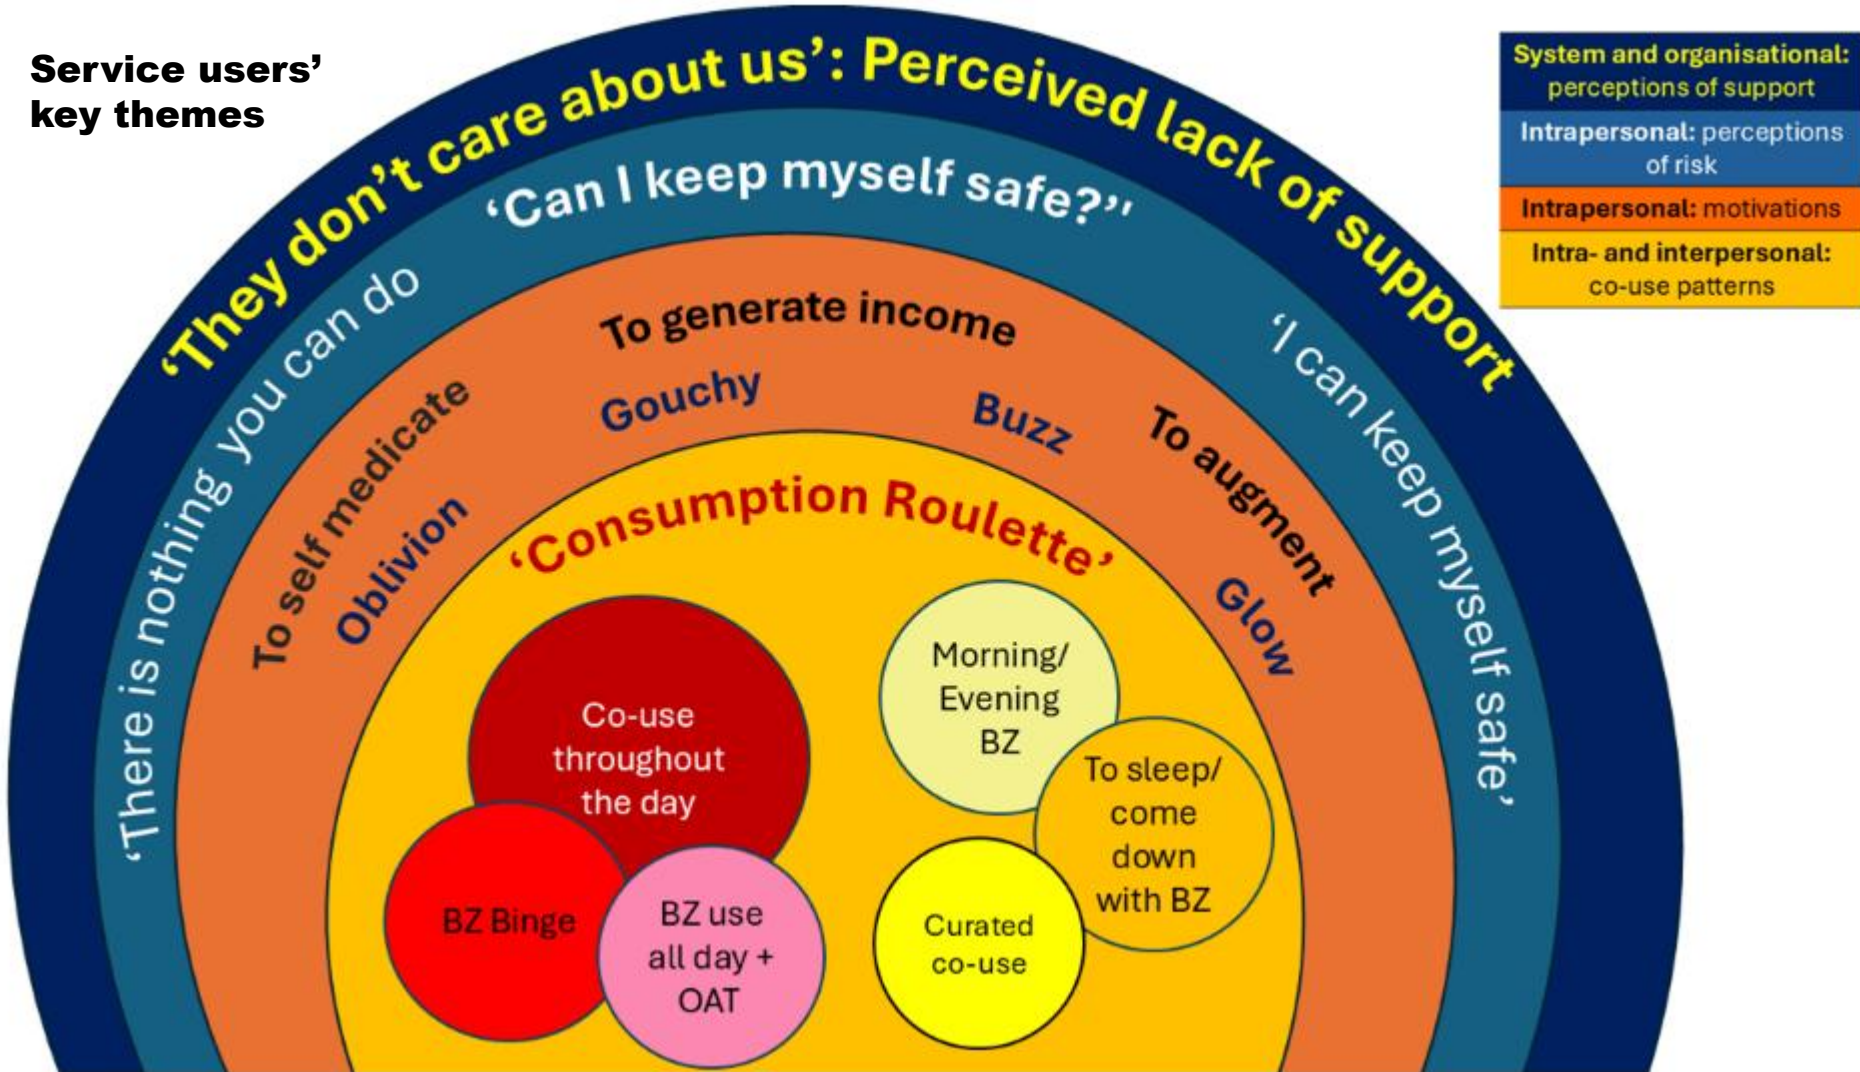 Service users’
key themes
‘They don’t care about us’: Perceived lack of support
System and organisational:
perceptions of support
Intrapersonal: perceptions
of risk
Intrapersonal: motivations
Intra- and interpersonal:
co-use patterns
‘There is nothing you can do
‘Can I keep myself safe?’’
‘I can keep myself safe’
To self medicate
To generate income
To augment
Oblivion
Gouchy
Buzz
Glow
‘Consumption Roulette’
Co-use
throughout
the day
BZ Binge
BZ use
all day +
OAT
Morning/
Evening
BZ
To sleep/
come
down
with BZ
Curated
co-use